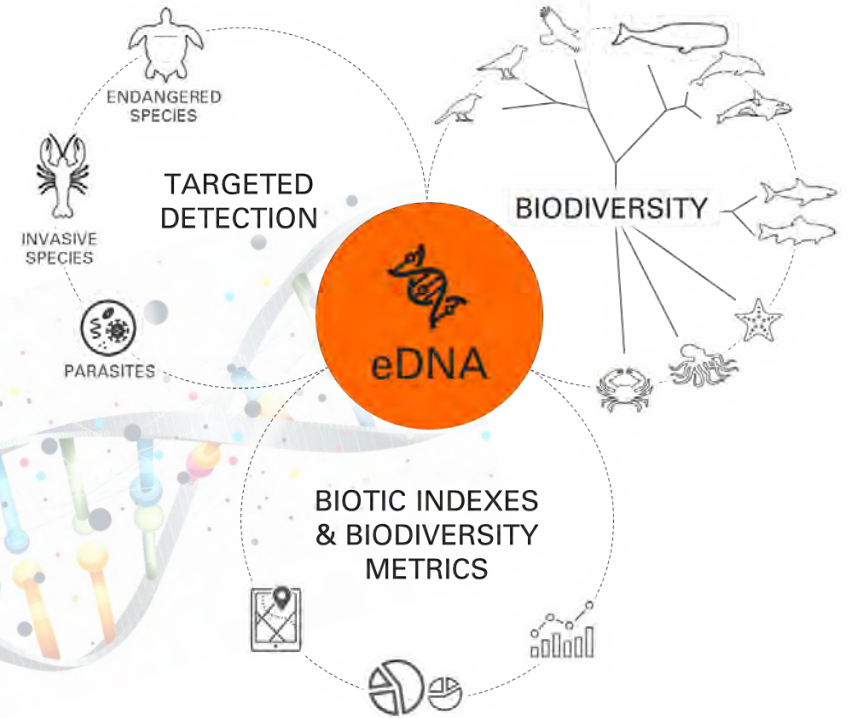 ENDANGERED
SPECIES
TARGETED
DETECTION
INVASIVE
SPECIES
PARASITES
BIODIVERSITY
eDNA
BIOTIC INDEXES
& BIODIVERSITY
METRICS